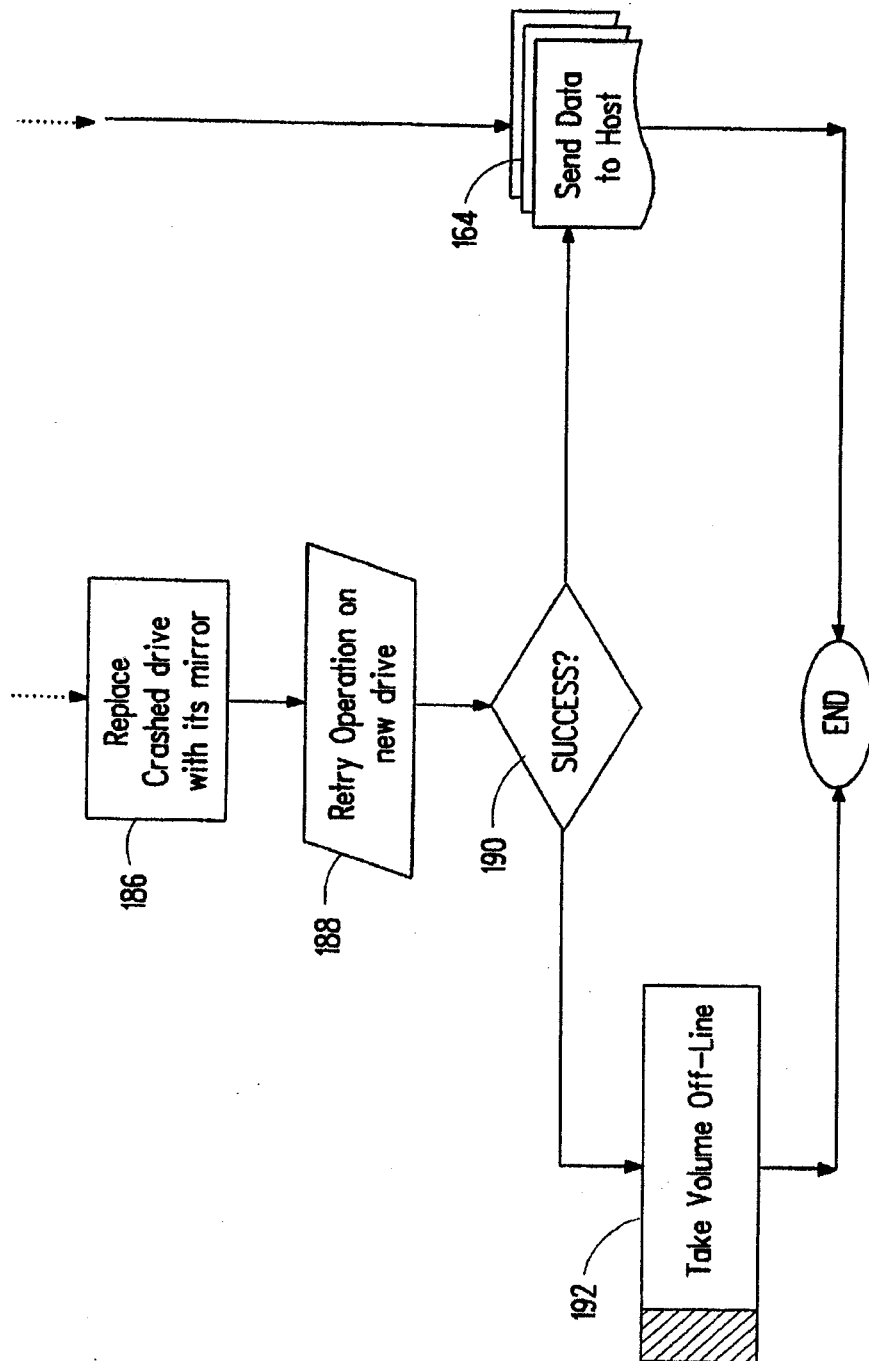 Replace
Crashed drive
with its mirror
186
Retry Operation on
new drive
188
SUCCESS?
190
Send Data
to Host
164
Take Volume Off-Line
192
END